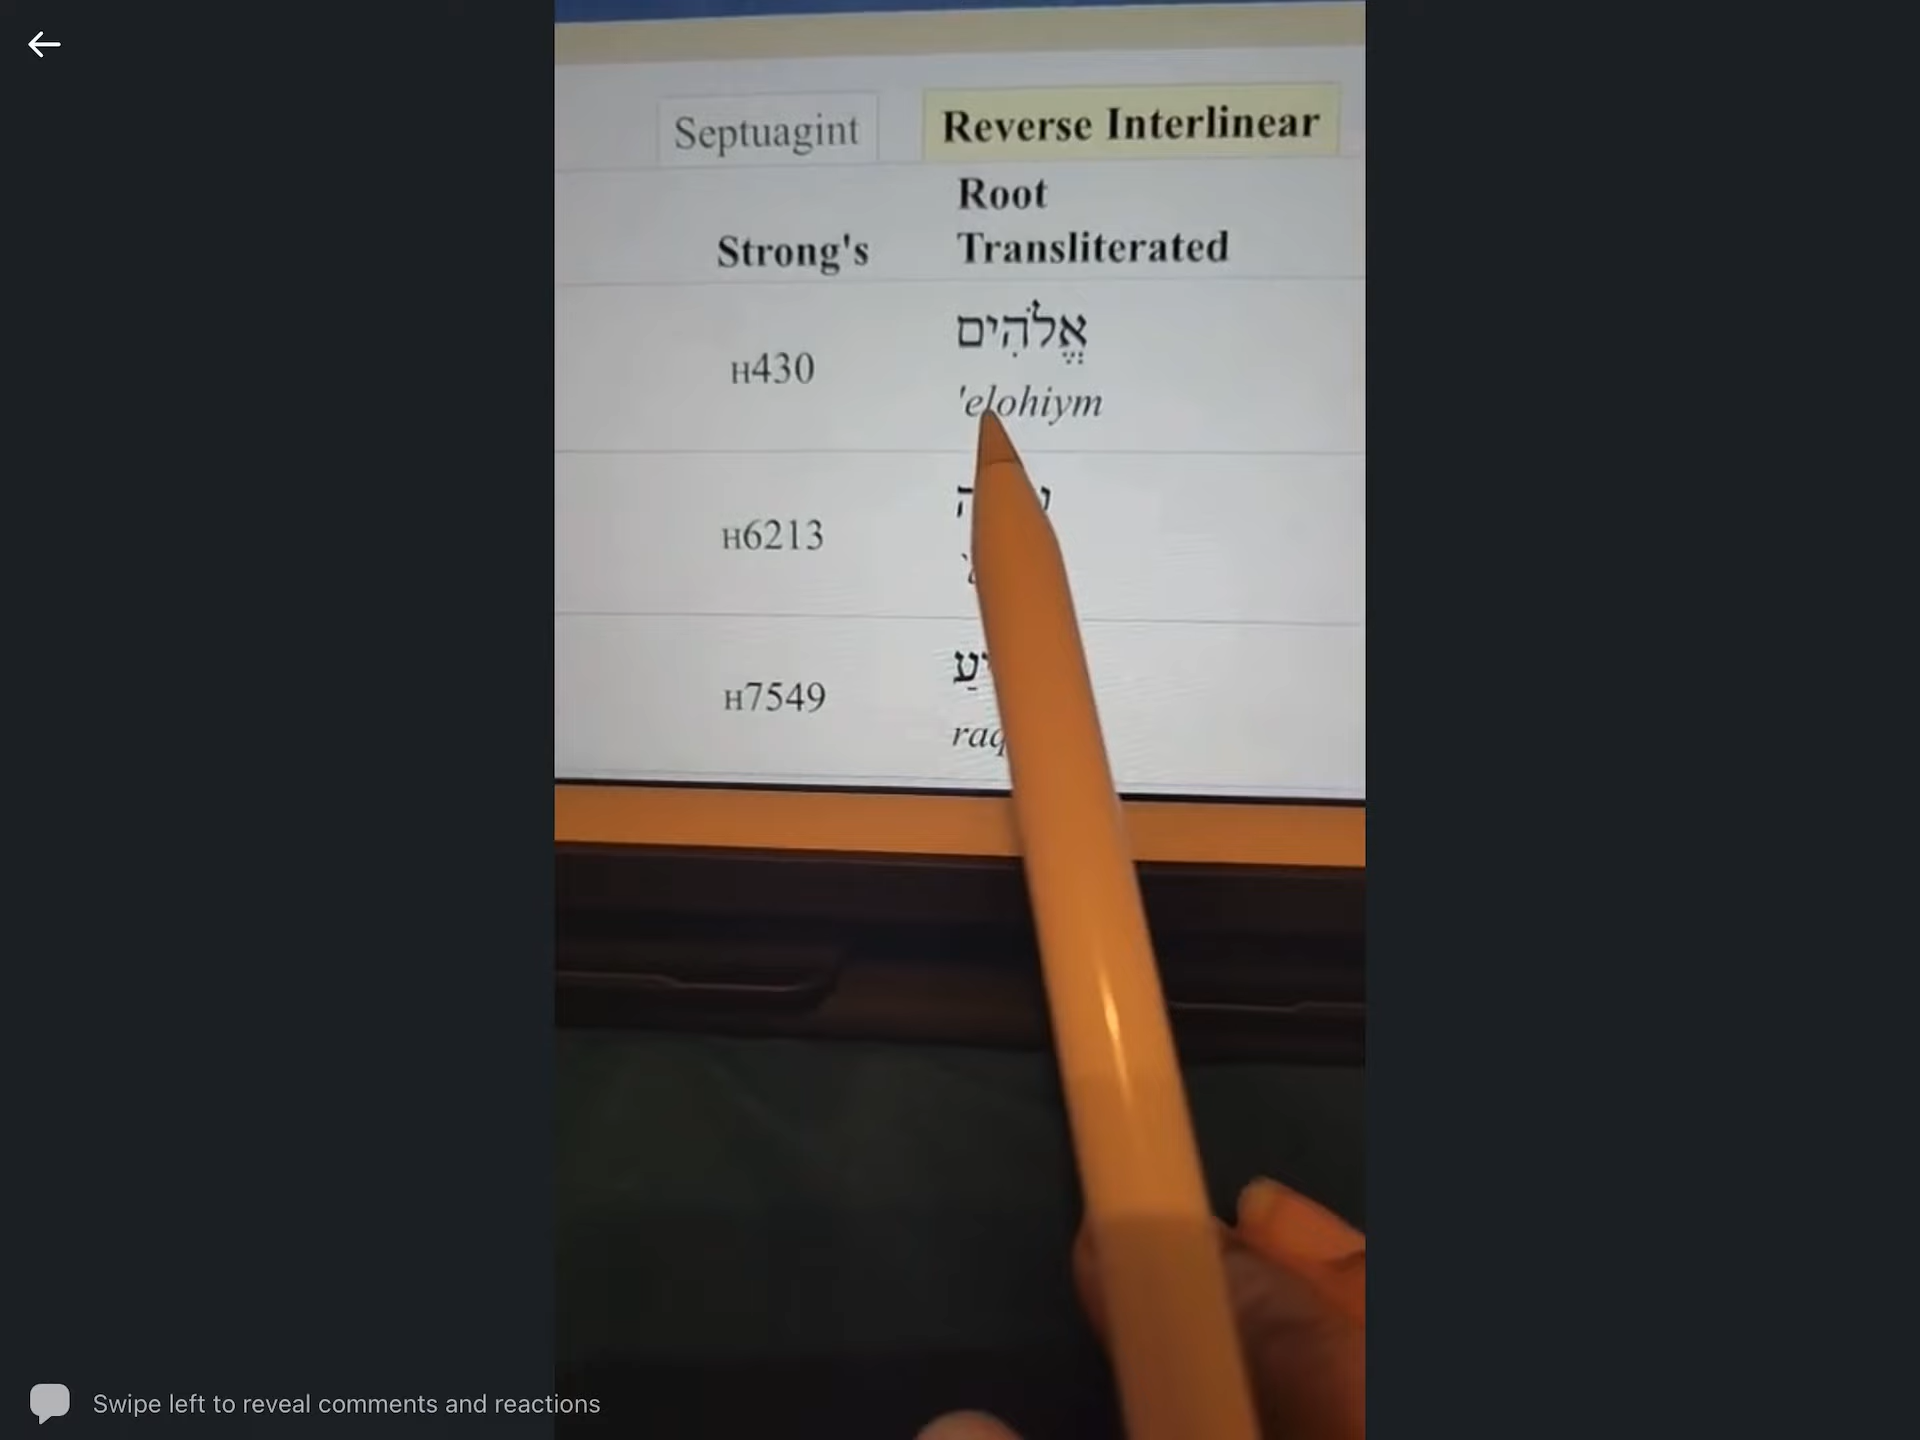 Septuagint Reverse Interlinear
Root
Strong's Transliterated
אֱלֹהִים
H430
'elohiym
H6213
H7549
Swipe left to reveal comments and reactions